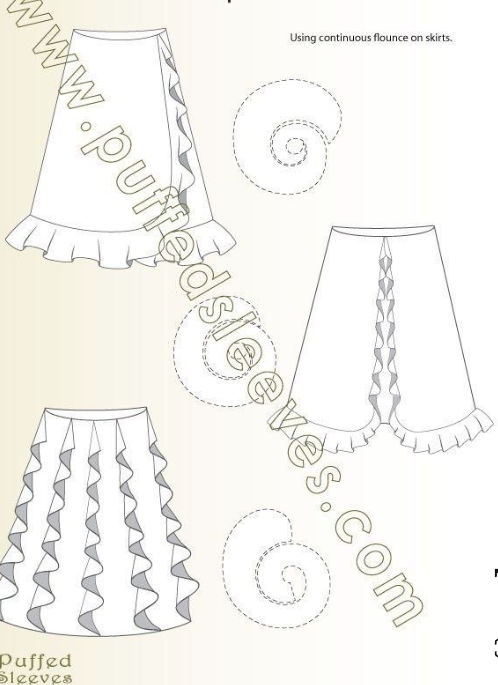 Using continuous flounce on skirts.
www.puffedsleeves.com
Puffed
Sleeves